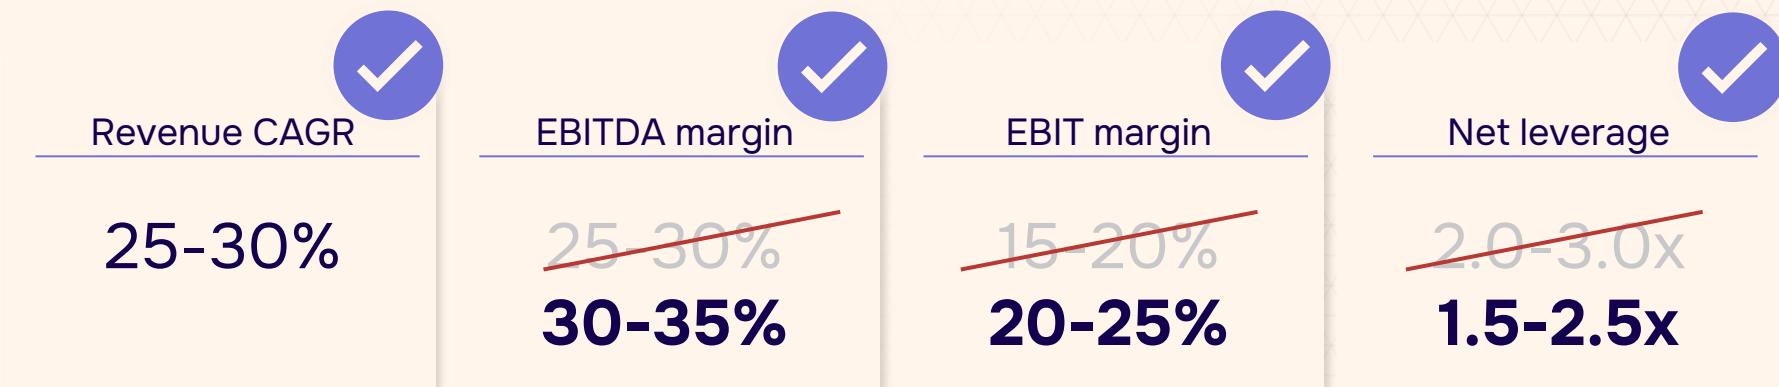 Revenue CAGR
25-30%
EBITDA margin
25-30%
30-35%
EBIT margin
15-20%
20-25%
Net leverage
2.0-3.0x
1.5-2.5x